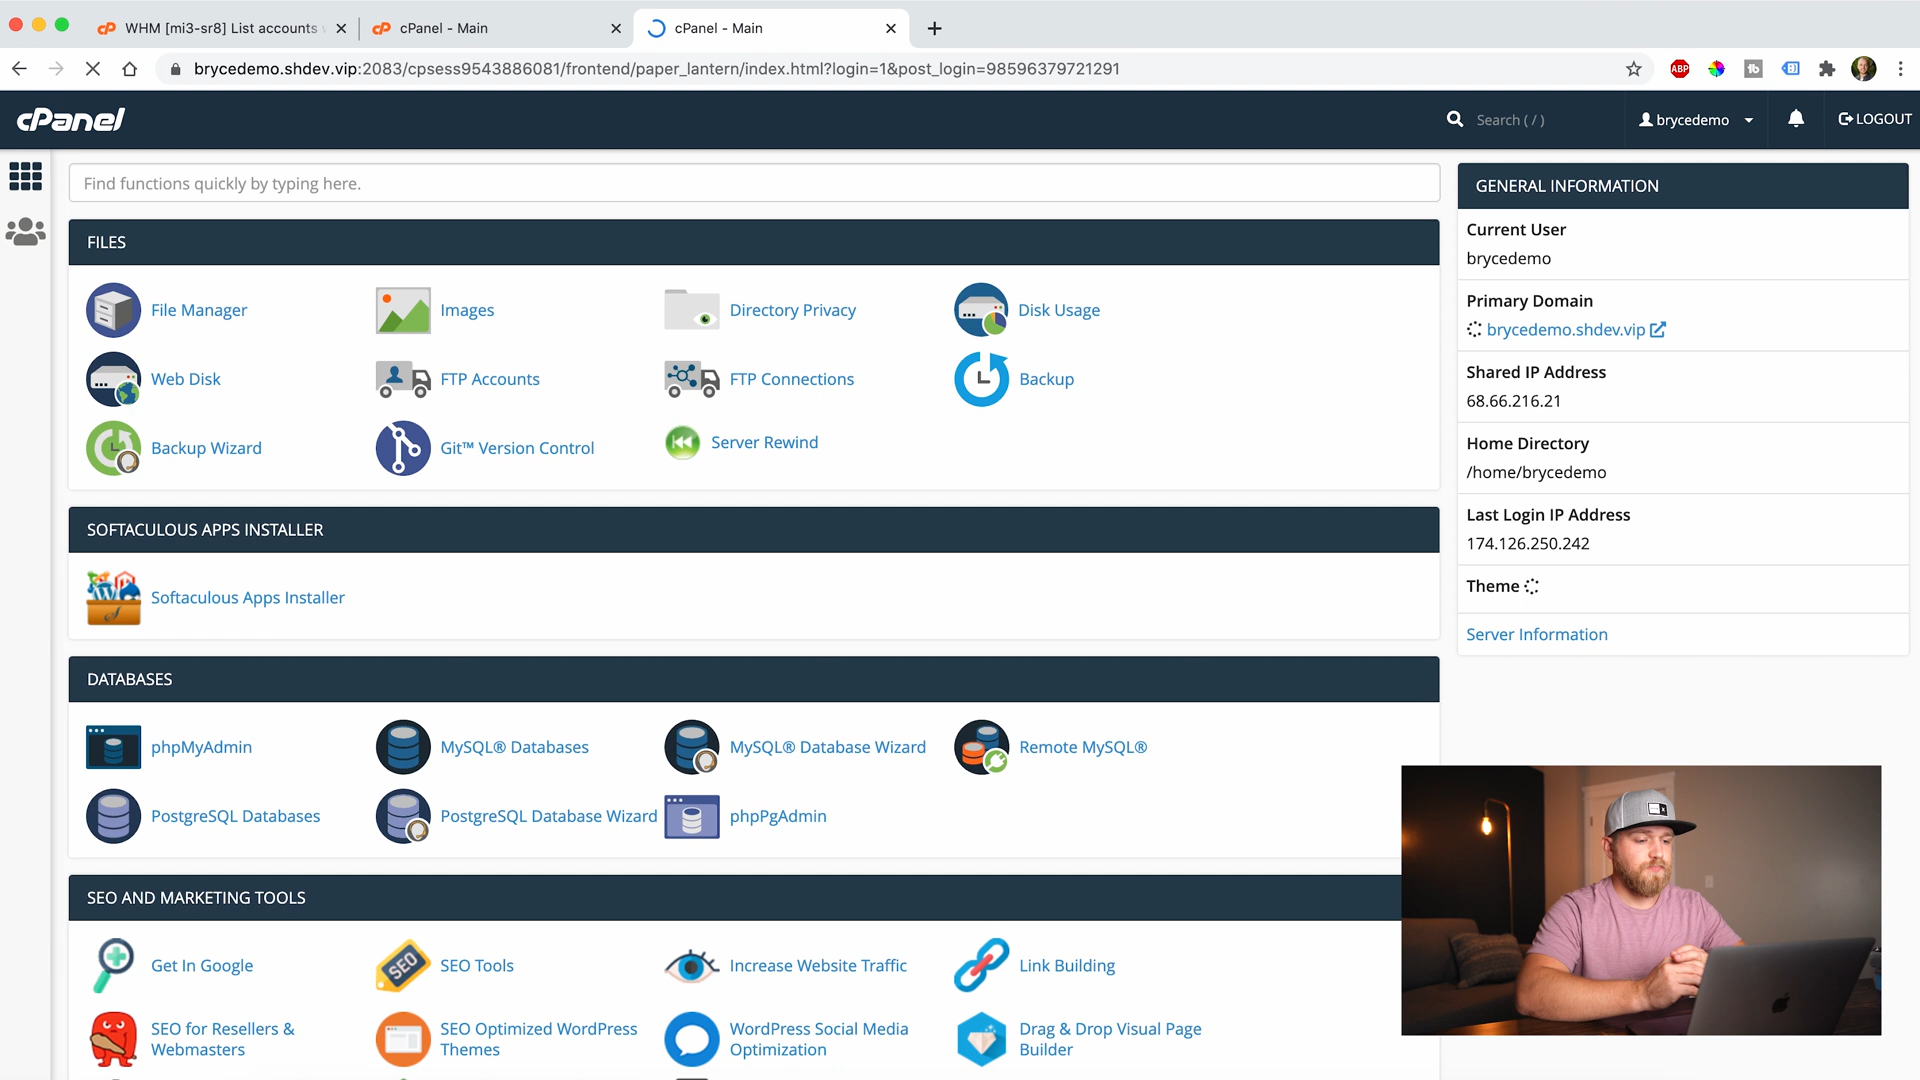 WHM [mi3-sr8] List accounts
cPanel - Main
cPanel - Main
brycedemo.shdev.vip:2083/cpsess9543886081/frontend/paper_lantern/index.html?login=1&post_login=98596379721291
ABP
tb
cPanel
Search ( / )
brycedemo
LOGOUT
Find functions quickly by typing here.
FILES
File Manager
Images
Directory Privacy
Disk Usage
Web Disk
FTP Accounts
FTP Connections
Backup
Backup Wizard
Git™ Version Control
Server Rewind
SOFTACULOUS APPS INSTALLER
Softaculous Apps Installer
DATABASES
phpMyAdmin
MySQL® Databases
MySQL® Database Wizard
Remote MySQL®
PostgreSQL Databases
PostgreSQL Database Wizard
phpPgAdmin
SEO AND MARKETING TOOLS
Get In Google
SEO
SEO Tools
Increase Website Traffic
Link Building
SEO for Resellers &
Webmasters
SEO Optimized WordPress
Themes
WordPress Social Media
Optimization
Drag & Drop Visual Page
Builder
GENERAL INFORMATION
Current User
brycedemo
Primary Domain
brycedemo.shdev.vip
Shared IP Address
68.66.216.21
Home Directory
/home/brycedemo
Last Login IP Address
174.126.250.242
Theme
Server Information